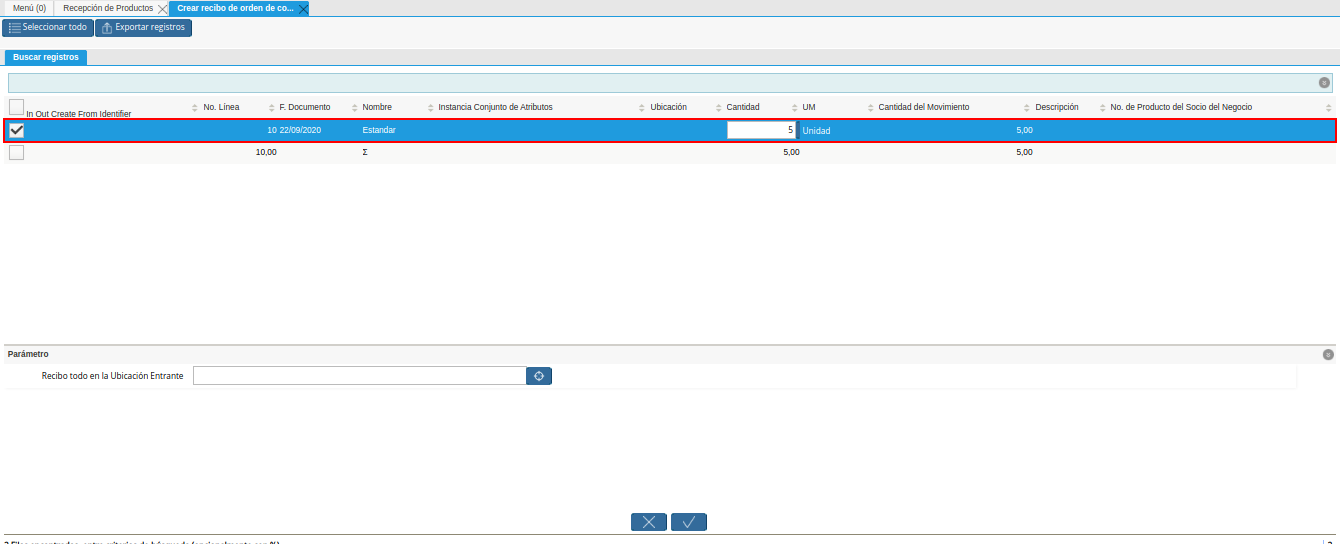 Menú (0) Recepción de Productos Crear recibo de orden de co...
Seleccionar todo Exportar registros
Buscar registros
In Out Create From Identifier No. Línea F. Documento Nombre Instancia Conjunto de Atributos Ubicación Cantidad UM Cantidad del Movimiento Descripción No. de Producto del Socio del Negocio
10 22/09/2020 Estandar 5 Unidad 5,00
10,00 Σ 5,00 5,00
Parámetro
Recibo todo en la Ubicación Entrante